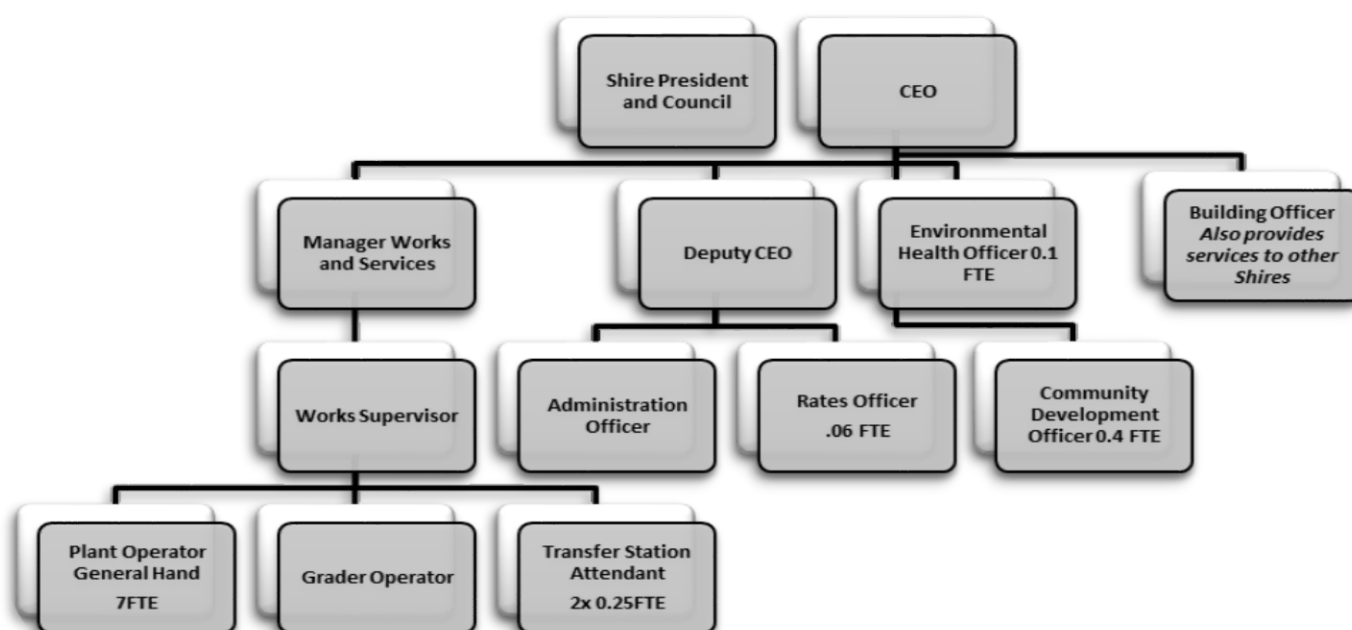 Shire President
and Council
CEO
Manager Works
and Services
Deputy CEO
Environmental
Health Officer 0.1
FTE
Building Officer
Also provides
services to other
Shires
Works Supervisor
Administration
Officer
Rates Officer
.06 FTE
Community
Development
Officer 0.4 FTE
Plant Operator
General Hand
7FTE
Grader Operator
Transfer Station
Attendant
2x 0.25FTE